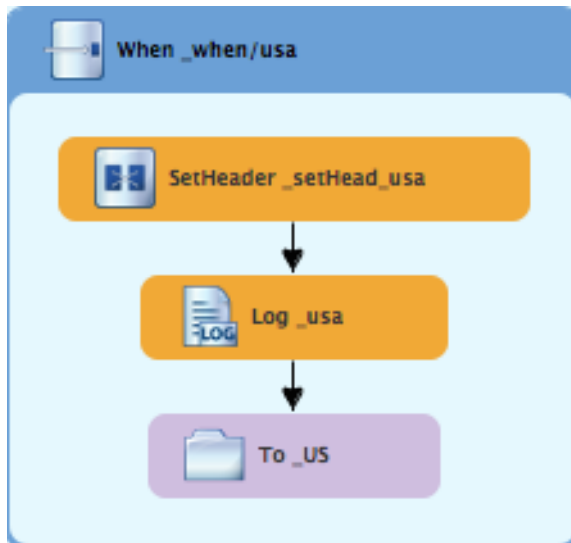 When _when/usa
SetHeader _setHead_usa
LOG
Log _usa
To _US